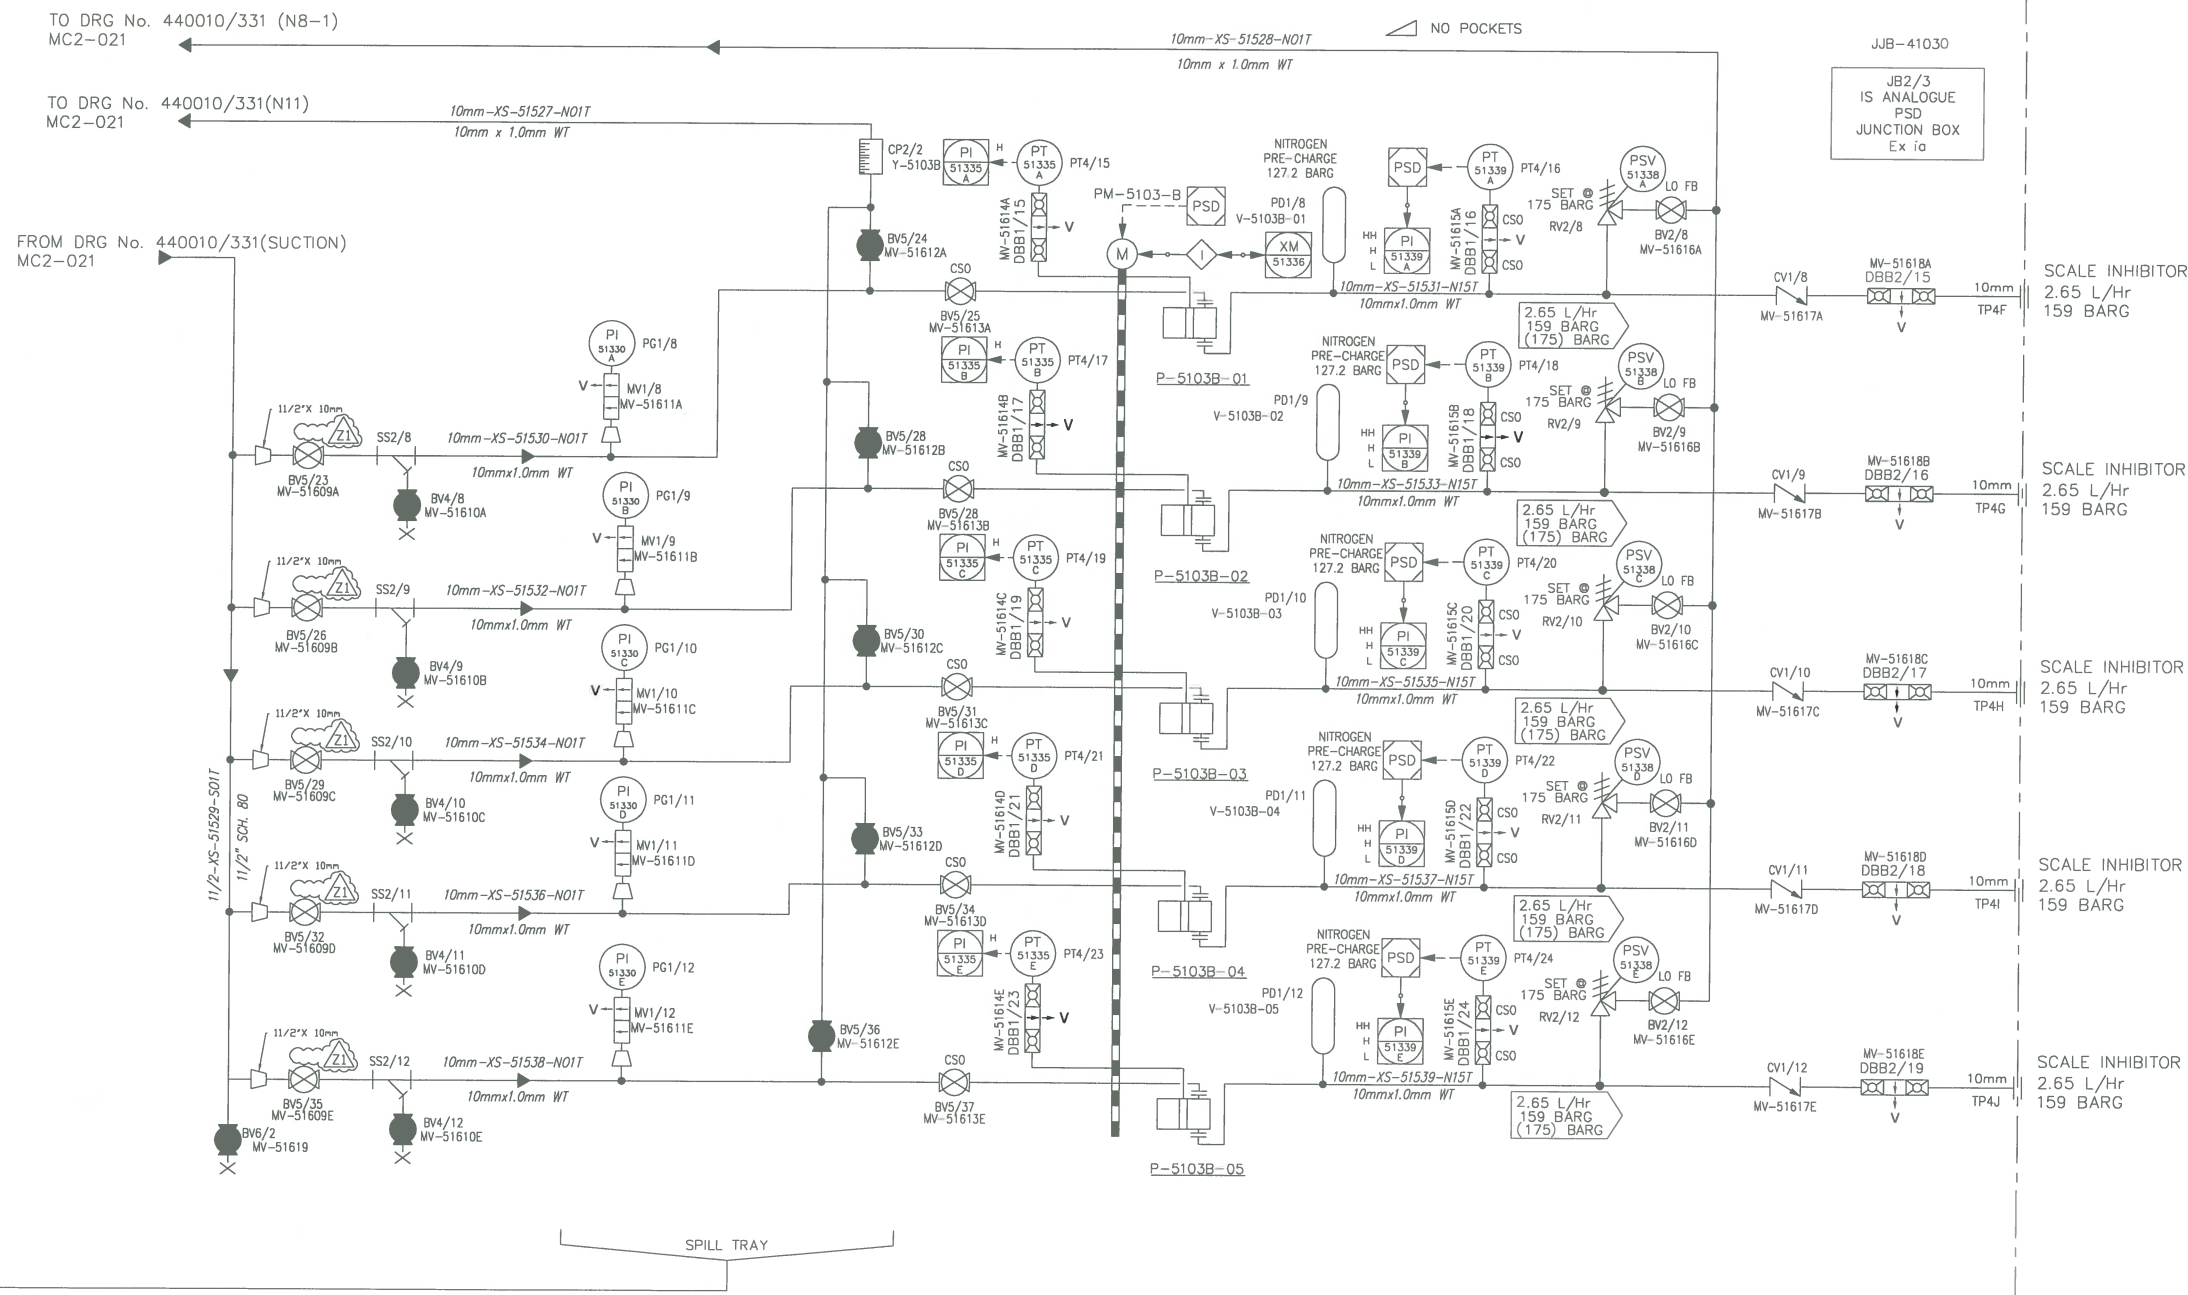 TO DRG No. 440010/331 (N8-1)
MC2-021
10mm-XS-51528-N01T
10mm x 1.0mm WT
NO POCKETS
JJB-41030
JB2/3
IS ANALOGUE
PSD
JUNCTION BOX
Ex ia
TO DRG No. 440010/331(N11)
MC2-021
10mm-XS-51527-N01T
10mm x 1.0mm WT
CP2/2
Y-5103B
FROM DRG No. 440010/331(SUCTION)
MC2-021
BV5/24
MV-51612A
PI
51335
A
H
PT
51335
A
PT4/15
MV-51614A
DBB1/15
V
PM-5103-B
PSD
M
I
XM
51336
NITROGEN
PRE-CHARGE
127.2 BARG
PD1/8
V-5103B-01
PSD
PT
51339
A
PT4/16
HH
H
L
PI
51339
A
MV-51615A
DBB1/16
CSO
V
CSO
PSV
51338
A
SET @
175 BARG
RV2/8
LO FB
BV2/8
MV-51616A
CSO
BV5/25
MV-51613A
P-5103B-01
10mm-XS-51531-N15T
10mmx1.0mm WT
2.65 L/Hr
159 BARG
(175) BARG
CV1/8
MV-51617A
MV-51618A
DBB2/15
V
10mm
TP4F
SCALE INHIBITOR
2.65 L/Hr
159 BARG
11/2"X 10mm
Z1
BV5/23
MV-51609A
SS2/8
BV4/8
MV-51610A
10mm-XS-51530-N01T
10mmx1.0mm WT
PI
51330
A
PG1/8
V
MV1/8
MV-51611A
BV5/28
MV-51612B
PI
51335
B
H
PT
51335
B
PT4/17
MV-51614B
DBB1/17
V
NITROGEN
PRE-CHARGE
127.2 BARG
PD1/9
V-5103B-02
PSD
PT
51339
B
PT4/18
HH
H
L
PI
51339
B
MV-51615B
DBB1/18
CSO
V
CSO
PSV
51338
B
SET @
175 BARG
RV2/9
LO FB
BV2/9
MV-51616B
CSO
BV5/28
MV-51613B
P-5103B-02
10mm-XS-51533-N15T
10mmx1.0mm WT
2.65 L/Hr
159 BARG
(175) BARG
CV1/9
MV-51617B
MV-51618B
DBB2/16
V
10mm
TP4G
SCALE INHIBITOR
2.65 L/Hr
159 BARG
11/2"X 10mm
Z1
BV5/26
MV-51609B
SS2/9
BV4/9
MV-51610B
10mm-XS-51532-N01T
10mmx1.0mm WT
PI
51330
B
PG1/9
V
MV1/9
MV-51611B
BV5/30
MV-51612C
PI
51335
C
H
PT
51335
C
PT4/19
MV-51614C
DBB1/19
V
NITROGEN
PRE-CHARGE
127.2 BARG
PD1/10
V-5103B-03
PSD
PT
51339
C
PT4/20
HH
H
L
PI
51339
C
MV-51615C
DBB1/20
CSO
V
CSO
PSV
51338
C
SET @
175 BARG
RV2/10
LO FB
BV2/10
MV-51616C
CSO
BV5/31
MV-51613C
P-5103B-03
10mm-XS-51535-N15T
10mmx1.0mm WT
2.65 L/Hr
159 BARG
(175) BARG
CV1/10
MV-51617C
MV-51618C
DBB2/17
V
10mm
TP4H
SCALE INHIBITOR
2.65 L/Hr
159 BARG
11/2-XS-51529-S01T
11/2" SCH. 80
11/2"X 10mm
Z1
BV5/29
MV-51609C
SS2/10
BV4/10
MV-51610C
10mm-XS-51534-N01T
10mmx1.0mm WT
PI
51330
C
PG1/10
V
MV1/10
MV-51611C
BV5/33
MV-51612D
PI
51335
D
H
PT
51335
D
PT4/21
MV-51614D
DBB1/21
V
NITROGEN
PRE-CHARGE
127.2 BARG
PD1/11
V-5103B-04
PSD
PT
51339
D
PT4/22
HH
H
L
PI
51339
D
MV-51615D
DBB1/22
CSO
V
CSO
PSV
51338
D
SET @
175 BARG
RV2/11
LO FB
BV2/11
MV-51616D
CSO
BV5/34
MV-51613D
P-5103B-04
10mm-XS-51537-N15T
10mmx1.0mm WT
2.65 L/Hr
159 BARG
(175) BARG
CV1/11
MV-51617D
MV-51618D
DBB2/18
V
10mm
TP4I
SCALE INHIBITOR
2.65 L/Hr
159 BARG
11/2"X 10mm
Z1
BV5/32
MV-51609D
SS2/11
BV4/11
MV-51610D
10mm-XS-51536-N01T
10mmx1.0mm WT
PI
51330
D
PG1/11
V
MV1/11
MV-51611D
BV5/36
MV-51612E
PI
51335
E
H
PT
51335
E
PT4/23
MV-51614E
DBB1/23
V
NITROGEN
PRE-CHARGE
127.2 BARG
PD1/12
V-5103B-05
PSD
PT
51339
E
PT4/24
HH
H
L
PI
51339
E
MV-51615E
DBB1/24
CSO
V
CSO
PSV
51338
E
SET @
175 BARG
RV2/12
LO FB
BV2/12
MV-51616E
CSO
BV5/37
MV-51613E
P-5103B-05
10mm-XS-51539-N15T
10mmx1.0mm WT
2.65 L/Hr
159 BARG
(175) BARG
CV1/12
MV-51617E
MV-51618E
DBB2/19
V
10mm
TP4J
SCALE INHIBITOR
2.65 L/Hr
159 BARG
11/2"X 10mm
Z1
BV5/35
MV-51609E
SS2/12
BV4/12
MV-51610E
10mm-XS-51538-N01T
10mmx1.0mm WT
PI
51330
E
PG1/12
V
MV1/12
MV-51611E
BV6/2
MV-51619
SPILL TRAY